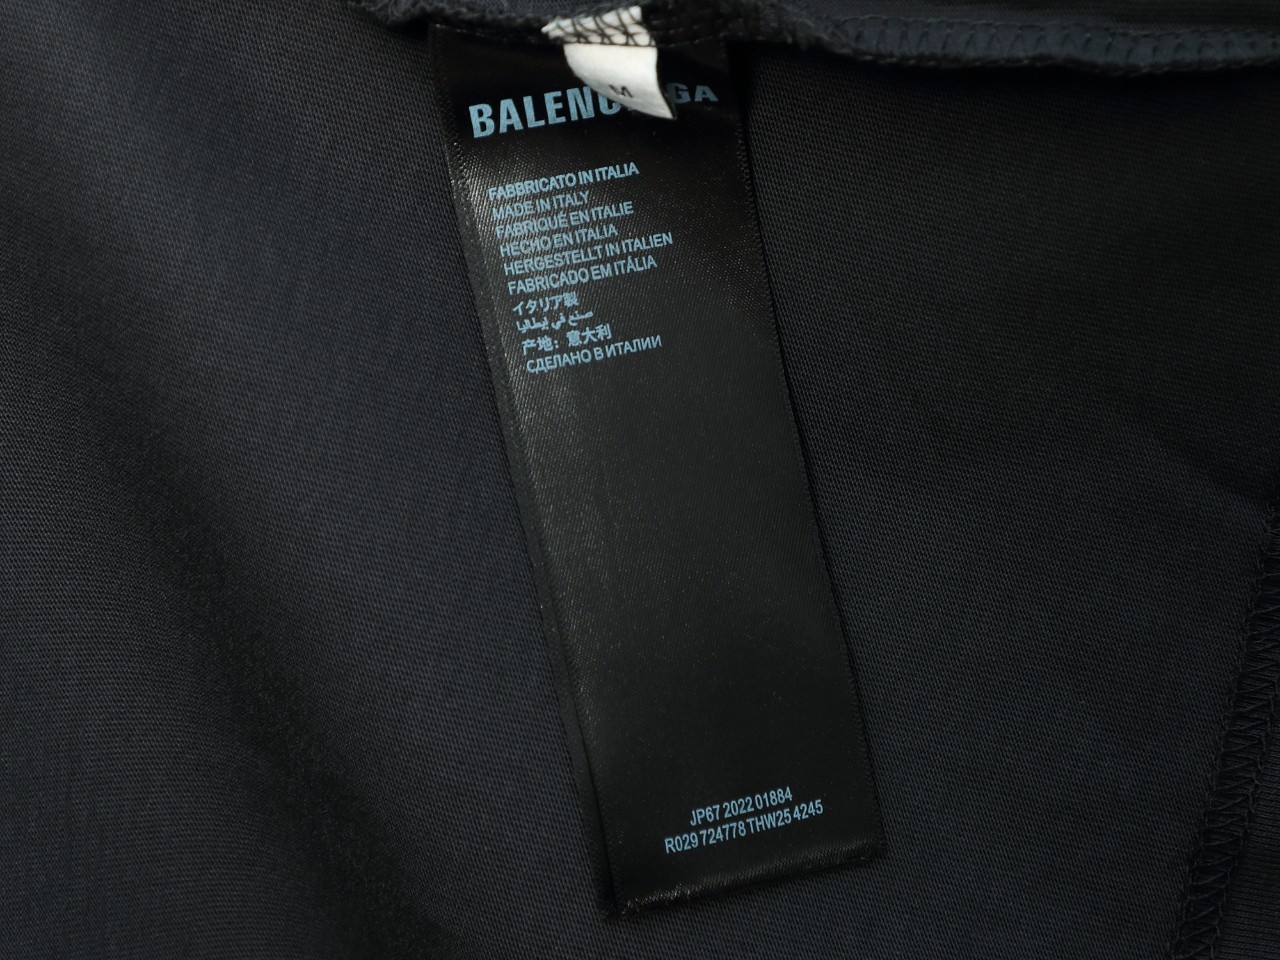 M
BALENCIAGA
FABBRICATO IN ITALIA
MADE IN ITALY
FABRIQUÉ EN ITALIE
HECHO EN ITALIA
HERGESTELLT IN ITALIEN
FABRICADO EM ITÁLIA
イタリア製
صنع في إيطاليا
产地：意大利
СДЕЛАНО В ИТАЛИИ
JP67 2022 01884
R029 724778 THW25 4245